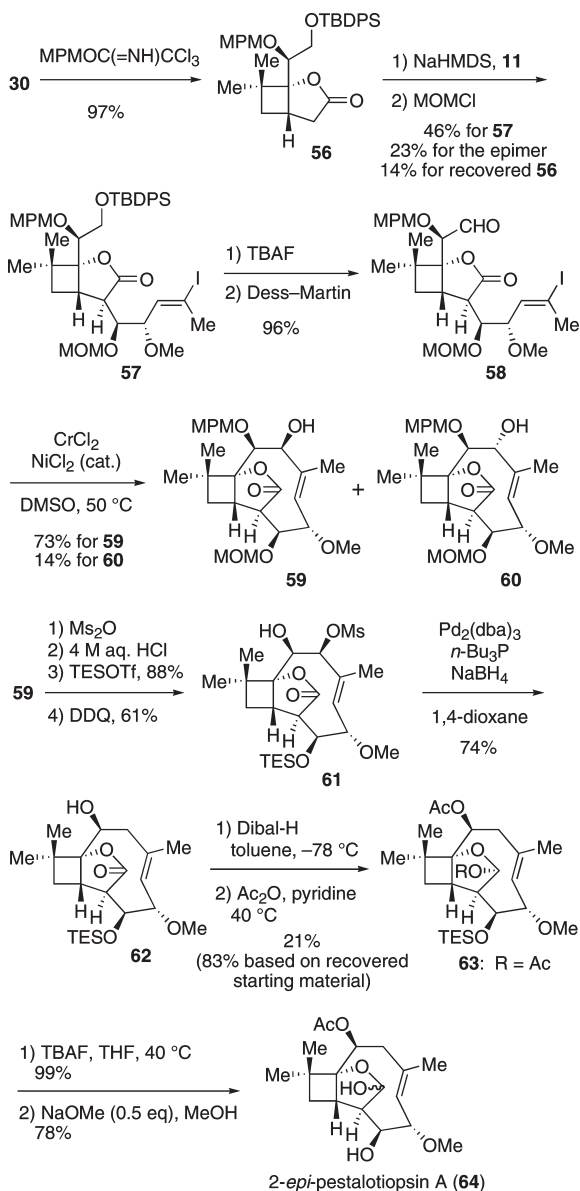 OTBDPS
MPMOC(=NH)CCl3
MPMO
Me
1) NaHMDS, 11
30
Me
O
O
97%
2) MOMCl
H
46% for 57
56
23% for the epimer
14% for recovered 56
OTBDPS
MPMO
MPMO
CHO
Me
Me
1) TBAF
Me
O
O
I
Me
O
O
I
2) Dess–Martin
H
H
Me
96%
H
H
Me
MOMO
OMe
MOMO
OMe
57
58
CrCl2
MPMO
OH
MPMO
OH
NiCl2 (cat.)
Me
Me
Me
Me
Me
O
Me
O
DMSO, 50 °C
O
+
O
73% for 59
H
H
H
H
14% for 60
OMe
OMe
MOMO
MOMO
59
60
1) Ms2O
HO
OMs
Pd2(dba)3
2) 4 M aq. HCl
Me
n-Bu3P
3) TESOTf, 88%
Me
Me
O
NaBH4
59
O
4) DDQ, 61%
1,4-dioxane
H
H
OMe
74%
TESO
61
HO
AcO
Me
1) Dibal-H
Me
Me
Me
toluene, –78 °C
Me
Me
O
O
O
2) Ac2O, pyridine
RO
40 °C
H
H
H
H
OMe
21%
OMe
TESO
(83% based on recovered
TESO
62
starting material)
63: R = Ac
AcO
1) TBAF, THF, 40 °C
Me
99%
Me
Me
O
HO
2) NaOMe (0.5 eq), MeOH
78%
H
H
OMe
HO
2-epi-pestalotiopsin A (64)